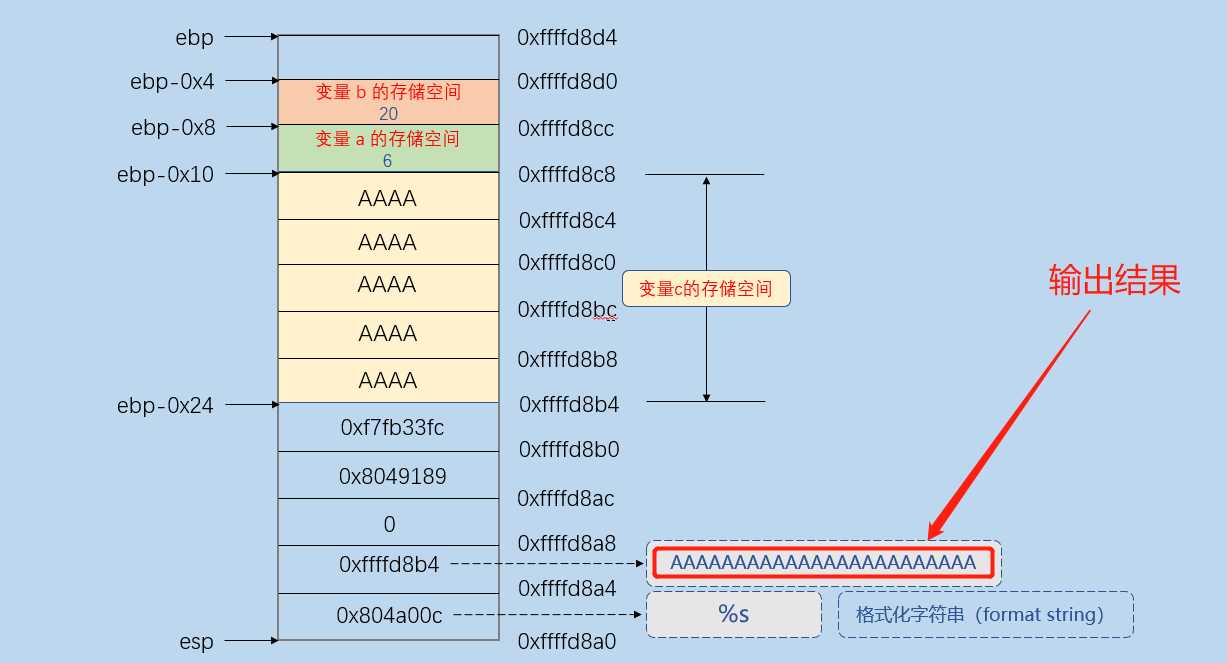 ebp
0xffffd8d4
ebp-0x4
0xffffd8d0
变量 b 的存储空间
20
ebp-0x8
0xffffd8cc
变量 a 的存储空间
6
ebp-0x10
0xffffd8c8
AAAA
0xffffd8c4
AAAA
0xffffd8c0
AAAA
变量c的存储空间
输出结果
0xffffd8bc
AAAA
0xffffd8b8
AAAA
ebp-0x24
0xffffd8b4
0xf7fb33fc
0xffffd8b0
0x8049189
0xffffd8ac
0
0xffffd8a8
0xffffd8b4
AAAAAAAAAAAAAAAAAAAAAAAA
0xffffd8a4
0x804a00c
%s
格式化字符串（format string）
esp
0xffffd8a0